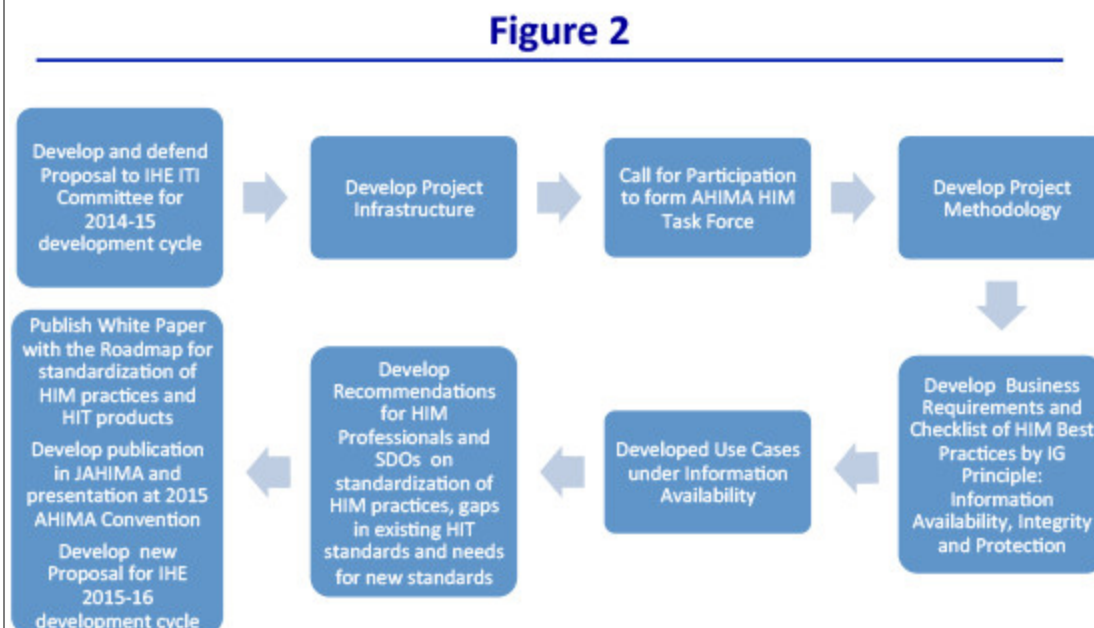 Figure 2
Develop and defend
Proposal to IHE ITI
Committee for
2014-15
development cycle
Develop Project
Infrastructure
Call for Participation
to form AHIMA HIM
Task Force
Develop Project
Methodology
Develop Business
Requirements and
Checklist of HIM Best
Practices by IG
Principle:
Information
Availability, Integrity
and Protection
Developed Use Cases
under Information
Availability
Develop
Recommendations
for HIM
Professionals and
SDOs on
standardization of
HIM practices, gaps
in existing HIT
standards and needs
for new standards
Publish White Paper
with the Roadmap for
standardization of
HIM practices and
HIT products
Develop publication
in JAHIMA and
presentation at 2015
AHIMA Convention
Develop new
Proposal for IHE
2015-16
development cycle